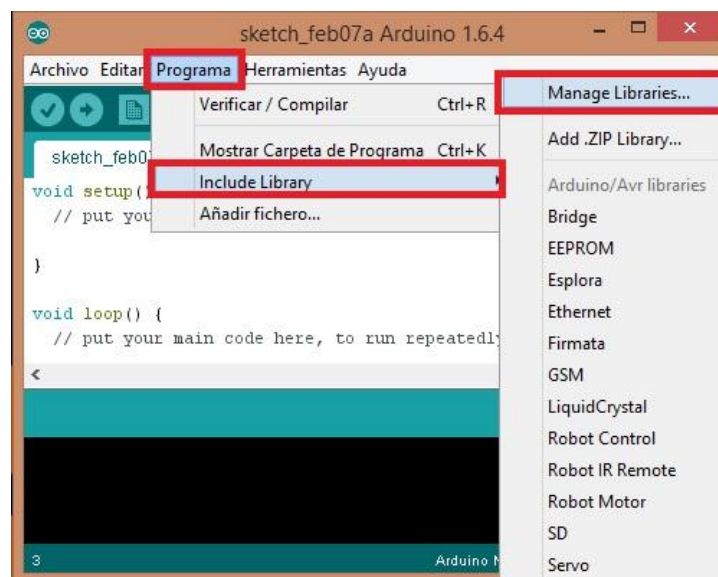 sketch_feb07a Arduino 1.6.4
Archivo Editar Programa Herramientas Ayuda
Verificar / Compilar Ctrl+R
Mostrar Carpeta de Programa Ctrl+K
Include Library
Añadir fichero...
Manage Libraries...
Add .ZIP Library...
Arduino/Avr libraries
Bridge
EEPROM
Esplora
Ethernet
Firmata
GSM
LiquidCrystal
Robot Control
Robot IR Remote
Robot Motor
SD
Servo
sketch_feb0
void setup()
// put you
}
void loop() {
// put your main code here, to run repeatedly
3
Arduino